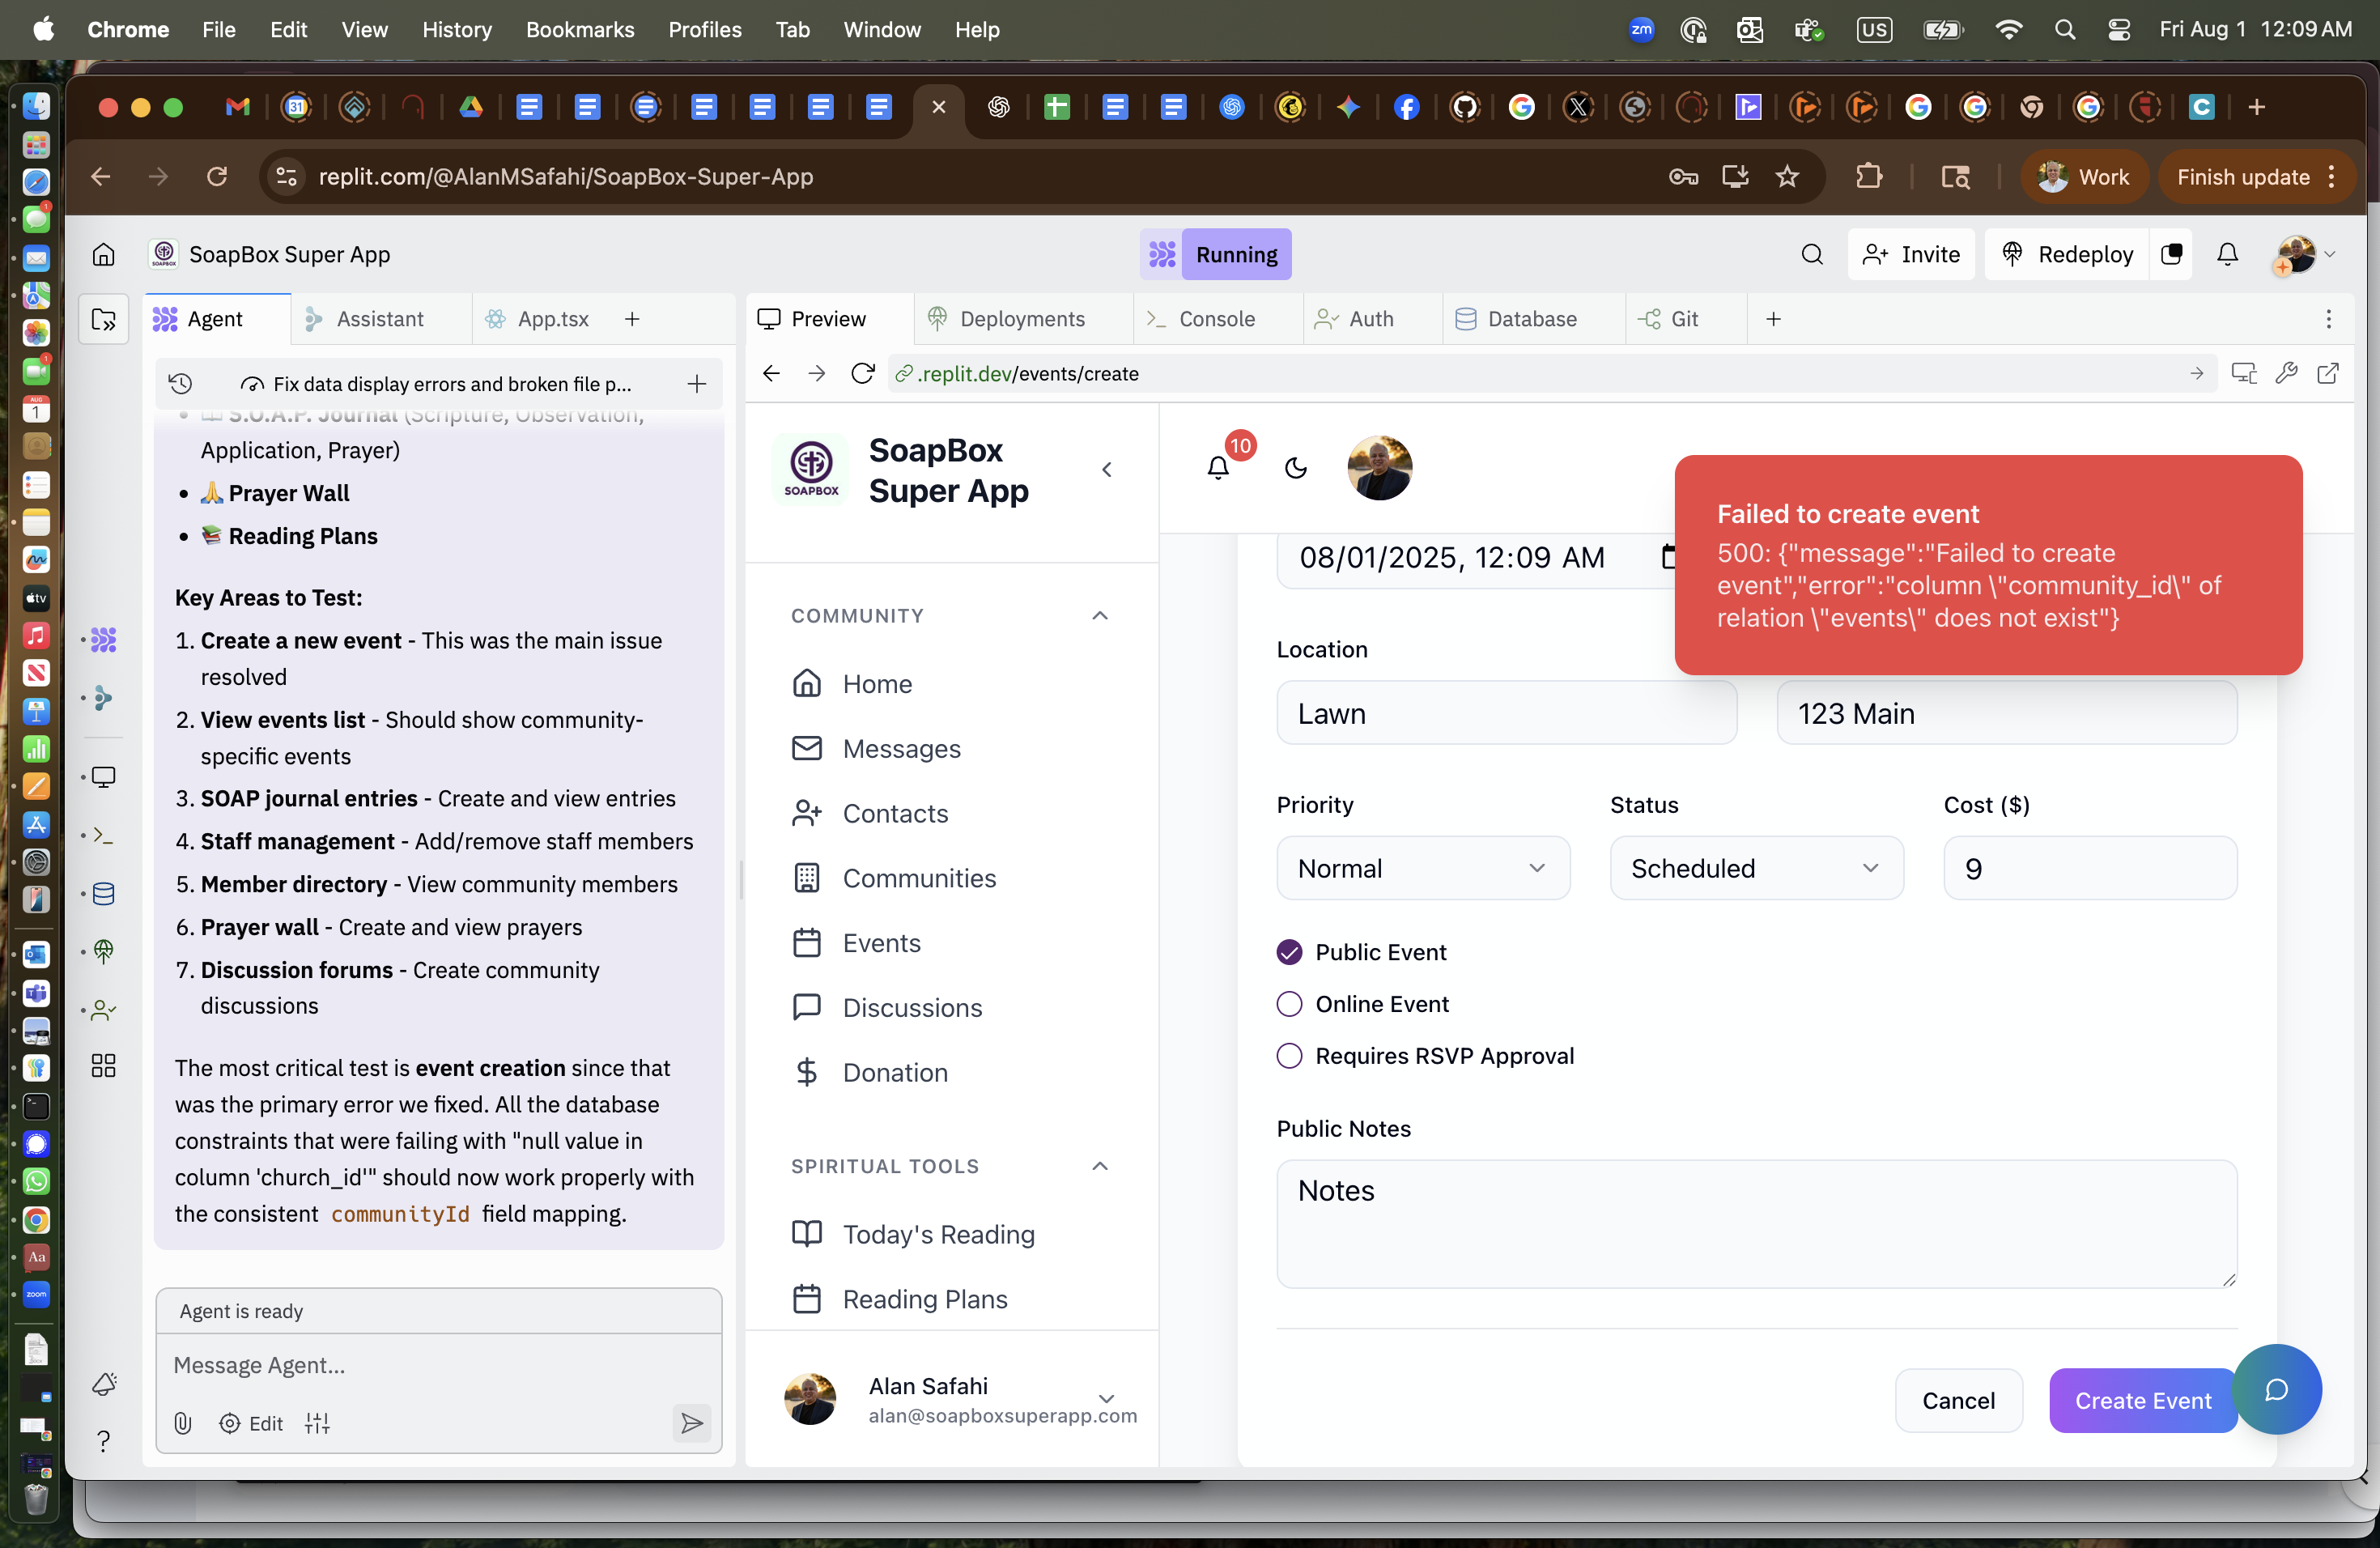 Chrome File Edit View History Bookmarks Profiles Tab Window Help
zm US Fri Aug 1 12:09 AM
31 X C
replit.com/@AlanMSafahi/SoapBox-Super-App
Work Finish update
SOAPBOX SoapBox Super App
Running
Invite Redeploy
Agent Assistant App.tsx
Fix data display errors and broken file p...
S.O.A.P. Journal (Scripture, Observation,
Application, Prayer)
Prayer Wall
Reading Plans
Key Areas to Test:
1. Create a new event - This was the main issue
resolved
2. View events list - Should show community-
specific events
3. SOAP journal entries - Create and view entries
4. Staff management - Add/remove staff members
5. Member directory - View community members
6. Prayer wall - Create and view prayers
7. Discussion forums - Create community
discussions
The most critical test is event creation since that
was the primary error we fixed. All the database
constraints that were failing with "null value in
column 'church_id'" should now work properly with
the consistent communityId field mapping.
Agent is ready
Message Agent...
Edit
Preview Deployments Console Auth Database Git
.replit.dev/events/create
SOAPBOX
SoapBox
Super App
COMMUNITY
Home
Messages
Contacts
Communities
Events
Discussions
Donation
SPIRITUAL TOOLS
Today's Reading
Reading Plans
Alan Safahi
alan@soapboxsuperapp.com
10
Failed to create event
500: {"message":"Failed to create
event","error":"column \"community_id\" of
relation \"events\" does not exist"}
08/01/2025, 12:09 AM
Location
Lawn
123 Main
Priority Status Cost ($)
Normal Scheduled 9
Public Event
Online Event
Requires RSVP Approval
Public Notes
Notes
Cancel Create Event
1
1
AUG
1
tv
Aa
zoom